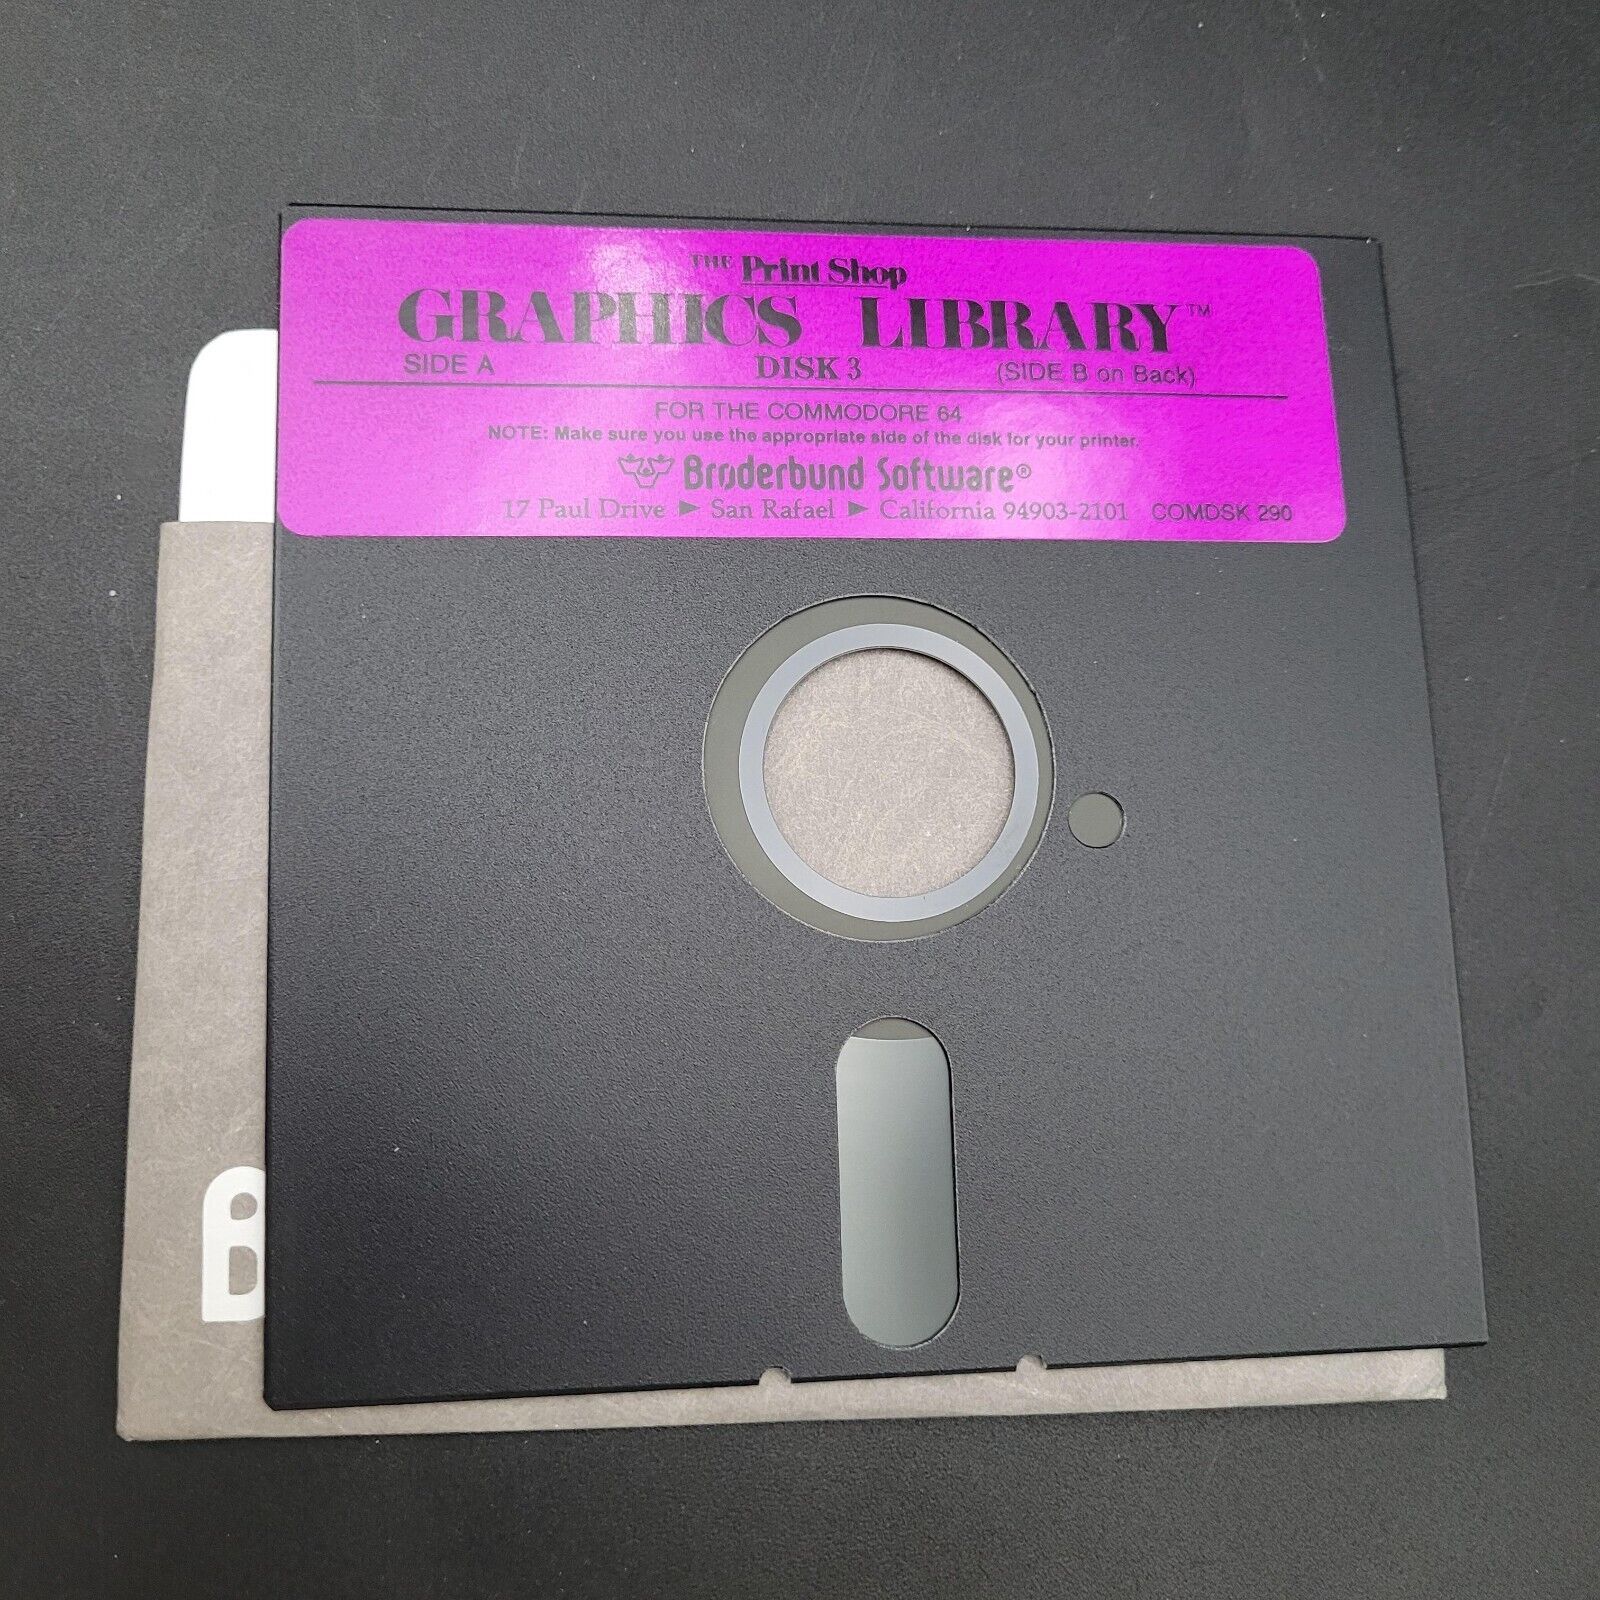 THE Print Shop
GRAPHICS LIBRARY™
SIDE A DISK 3 (SIDE B on Back)
FOR THE COMMODORE 64
NOTE: Make sure you use the appropriate side of the disk for your printer.
Brøderbund Software®
17 Paul Drive ► San Rafael ► California 94903-2101 COMDSK 290
B